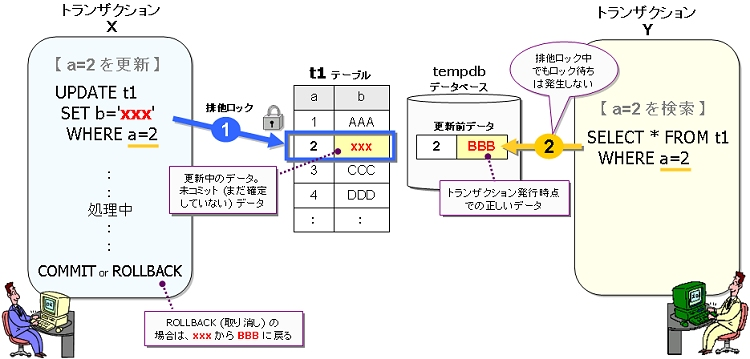 トランザクション
X
【 a=2 を更新 】
UPDATE t1
SET b='xxx'
WHERE a=2
:
:
処理中
:
:
COMMIT or ROLLBACK
排他ロック
1
t1 テーブル
a b
1 AAA
2 xxx
3 CCC
4 DDD
: :
更新中のデータ。
未コミット (まだ確定
していない) データ
ROLLBACK (取り消し) の
場合は、xxx から BBB に戻る
tempdb
データベース
更新前データ
2 BBB
トランザクション発行時点
での正しいデータ
2
排他ロック中
でもロック待ち
は発生しない
トランザクション
Y
【 a=2 を検索 】
SELECT * FROM t1
WHERE a=2